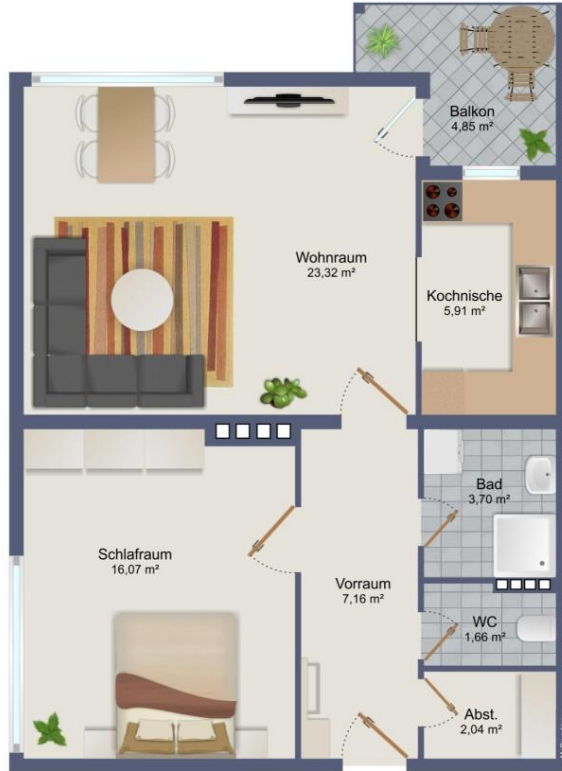 Balkon
4,85 m²
Wohnraum
23,32 m²
Kochnische
5,91 m²
Bad
3,70 m²
Schlafraum
16,07 m²
Vorraum
7,16 m²
WC
1,66 m²
Abst.
2,04 m²